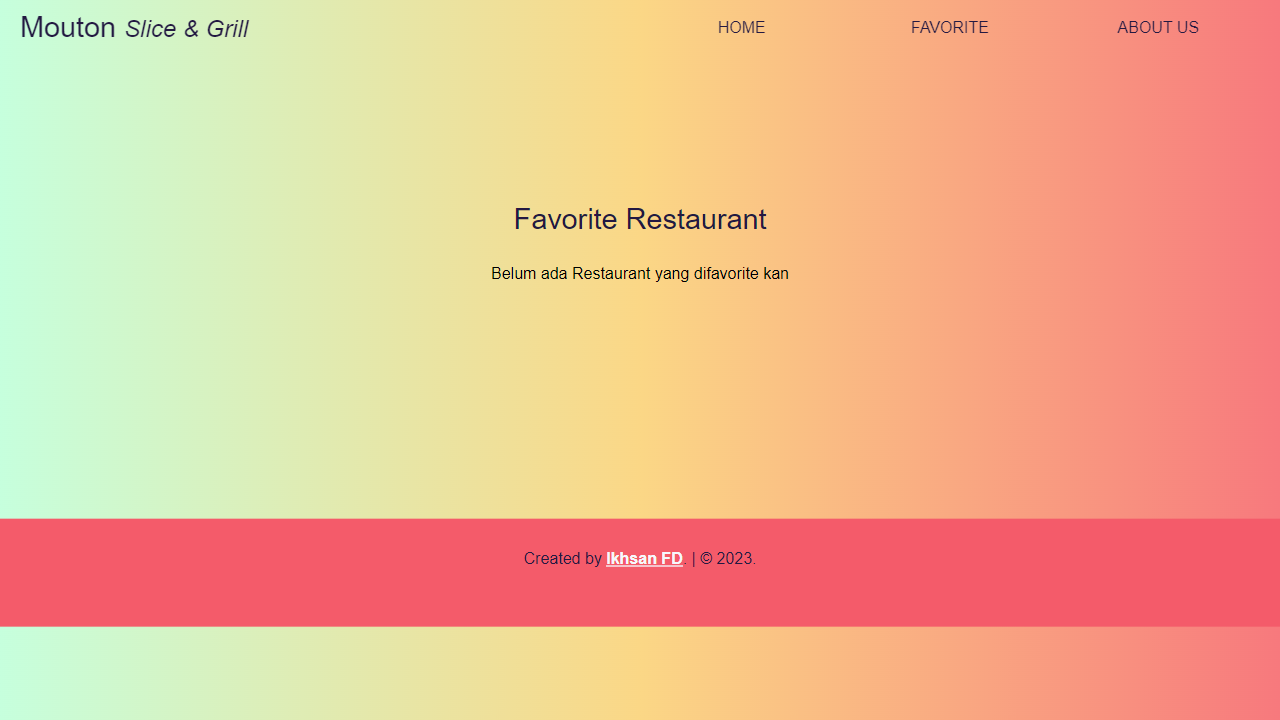 Mouton Slice & Grill
HOME
FAVORITE
ABOUT US
Favorite Restaurant
Belum ada Restaurant yang difavorite kan
Created by Ikhsan FD. | © 2023.